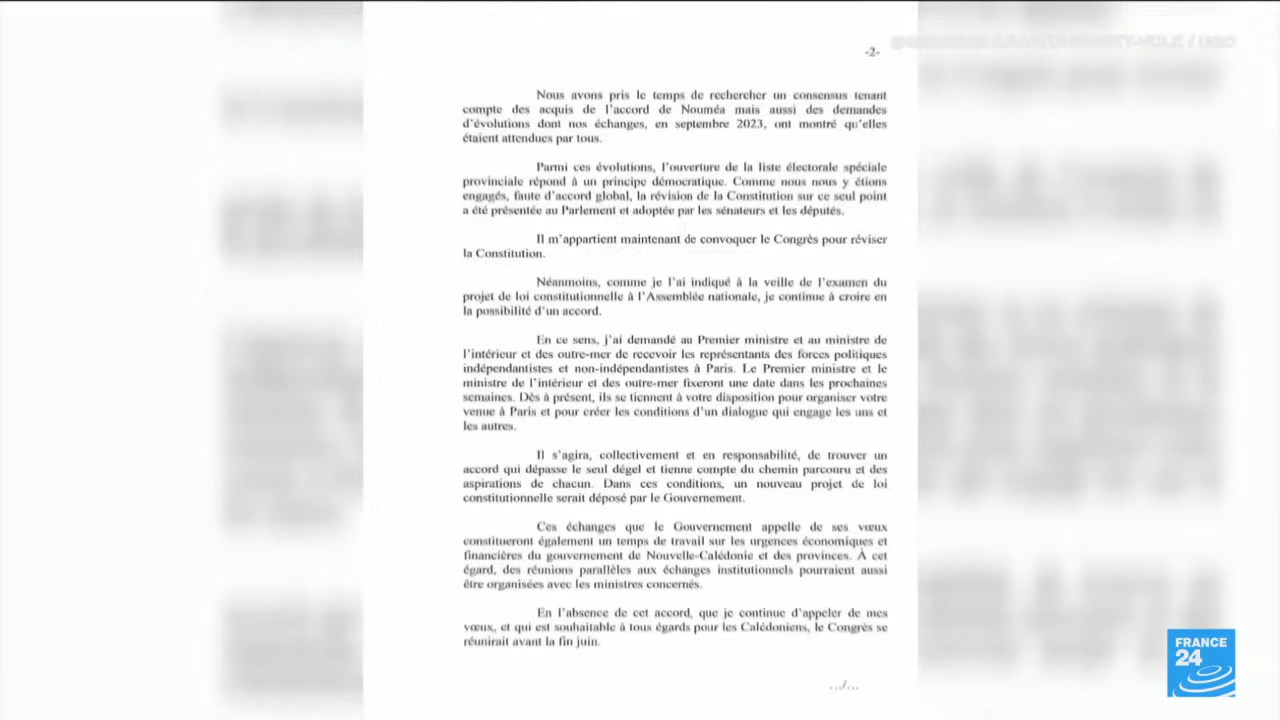 -2-
Nous avons pris le temps de rechercher un consensus tenant
compte des acquis de l'accord de Nouméa mais aussi des demandes
d'évolutions dont nos échanges, en septembre 2023, ont montré qu'elles
étaient attendues par tous.
Parmi ces évolutions, l'ouverture de la liste électorale spéciale
provinciale répond à un principe démocratique. Comme nous nous y étions
engagés, faute d'accord global, la révision de la Constitution sur ce seul point
a été présentée au Parlement et adoptée par les sénateurs et les députés.
Il m'appartient maintenant de convoquer le Congrès pour réviser
la Constitution.
Néanmoins, comme je l'ai indiqué à la veille de l'examen du
projet de loi constitutionnelle à l'Assemblée nationale, je continue à croire en
la possibilité d'un accord.
En ce sens, j'ai demandé au Premier ministre et au ministre de
l'intérieur et des outre-mer de recevoir les représentants des forces politiques
indépendantistes et non-indépendantistes à Paris. Le Premier ministre et le
ministre de l'intérieur et des outre-mer fixeront une date dans les prochaines
semaines. Dès à présent, ils se tiennent à votre disposition pour organiser votre
venue à Paris et pour créer les conditions d'un dialogue qui engage les uns et
les autres.
Il s'agira, collectivement et en responsabilité, de trouver un
accord qui dépasse le seul dégel et tienne compte du chemin parcouru et des
aspirations de chacun. Dans ces conditions, un nouveau projet de loi
constitutionnelle serait déposé par le Gouvernement.
Ces échanges que le Gouvernement appelle de ses vœux
constitueront également un temps de travail sur les urgences économiques et
financières du gouvernement de Nouvelle-Calédonie et des provinces. À cet
égard, des réunions parallèles aux échanges institutionnels pourraient aussi
être organisées avec les ministres concernés.
En l'absence de cet accord, que je continue d'appeler de mes
vœux, et qui est souhaitable à tous égards pour les Calédoniens, le Congrès se
réunirait avant la fin juin.
.../...
FRANCE
24